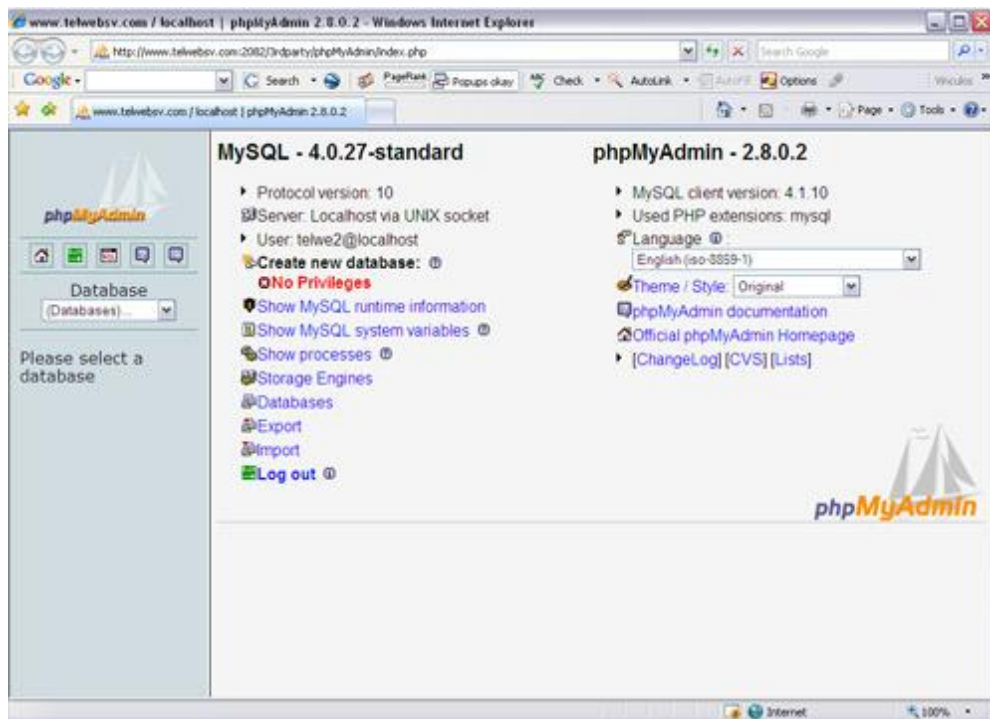 www.telwebsv.com / localhost | phpMyAdmin 2.8.0.2 - Windows Internet Explorer
http://www.telwebsv.com:2082/3rdparty/phpMyAdmin/index.php
Search Google
Google
Search
PageRank
Popups okay
Check
AutoLink
AutoFill
Options
www.telwebsv.com / localhost | phpMyAdmin 2.8.0.2
Page
Tools
phpMyAdmin
Database
(Databases) ...
Please select a
database
MySQL - 4.0.27-standard
Protocol version: 10
Server: Localhost via UNIX socket
User: telwe2@localhost
Create new database:
No Privileges
Show MySQL runtime information
Show MySQL system variables
Show processes
Storage Engines
Databases
Export
Import
Log out
phpMyAdmin - 2.8.0.2
MySQL client version: 4.1.10
Used PHP extensions: mysql
Language :
English (iso-8859-1)
Theme / Style: Original
phpMyAdmin documentation
Official phpMyAdmin Homepage
[ChangeLog] [CVS] [Lists]
phpMyAdmin
Internet
100%